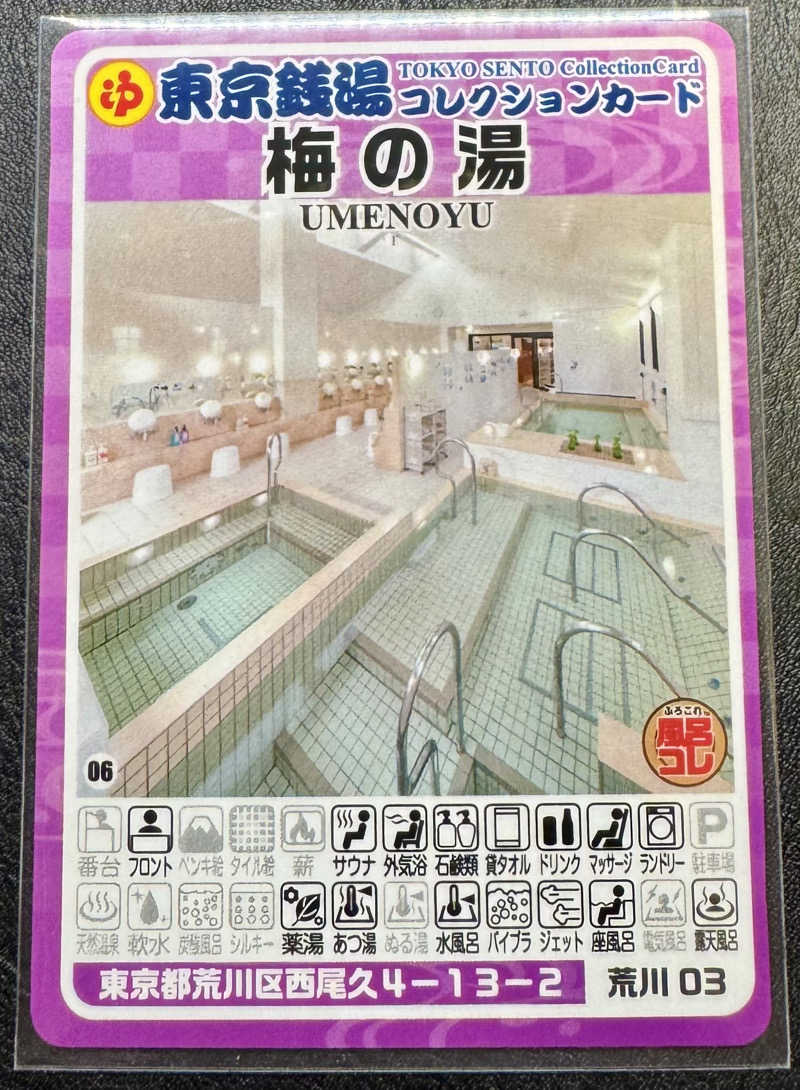 ゆ 東京銭湯 TOKYO SENTO CollectionCard
コレクションカード
梅の湯
UMENOYU
ふろこれ
風呂
コレ
06
番台 フロント ペンキ絵 タイル絵 薪 サウナ 外気浴 石鹸類 貸タオル ドリンク マッサージ ランドリー P 駐車場
天然温泉 軟水 炭酸風呂 シルキー 薬湯 あつ湯 ぬる湯 水風呂 バイブラ ジェット 座風呂 電気風呂 露天風呂
東京都荒川区西尾久4-13-2 荒川 03